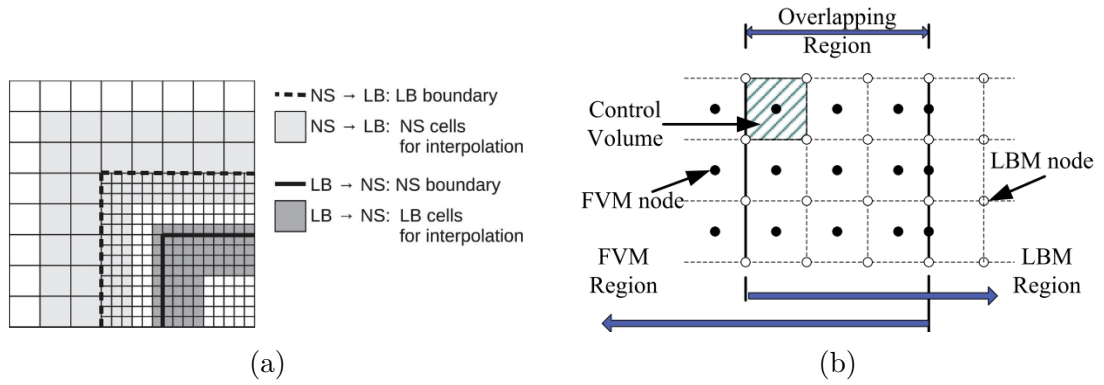 NS → LB: LB boundary
NS → LB: NS cells
for interpolation
LB → NS: NS boundary
LB → NS: LB cells
for interpolation
(a)
Overlapping
Region
Control
Volume
LBM node
FVM node
FVM
Region
LBM
Region
(b)